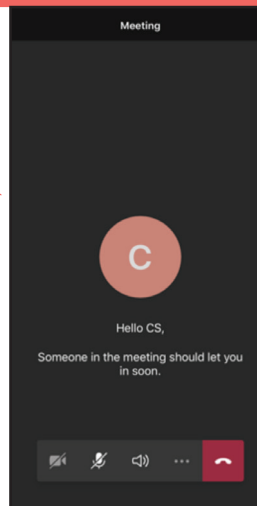 Meeting
C
Hello CS,
Someone in the meeting should let you
in soon.